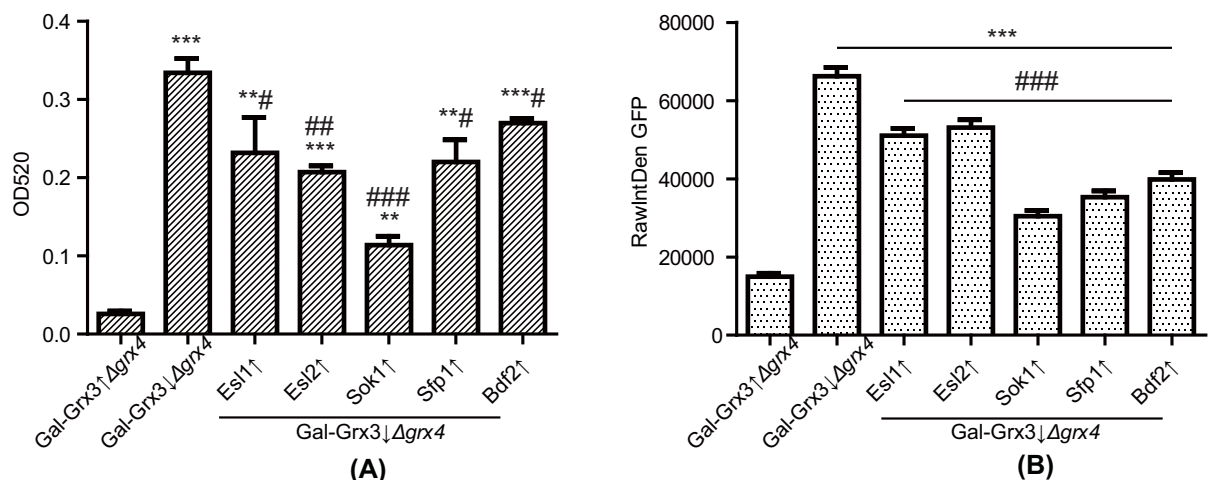 0.4
0.3
0.2
0.1
0.0
OD520
***
**#
##
***
###
**
**#
***#
Gal-Grx3↑Δgrx4
Gal-Grx3↓Δgrx4
Esl1↑
Esl2↑
Sok1↑
Sfp1↑
Bdf2↑
Gal-Grx3↓Δgrx4
(A)
80000
60000
40000
20000
0
RawIntDen GFP
***
###
Gal-Grx3↑Δgrx4
Gal-Grx3↓Δgrx4
Esl1↑
Esl2↑
Sok1↑
Sfp1↑
Bdf2↑
Gal-Grx3↓Δgrx4
(B)